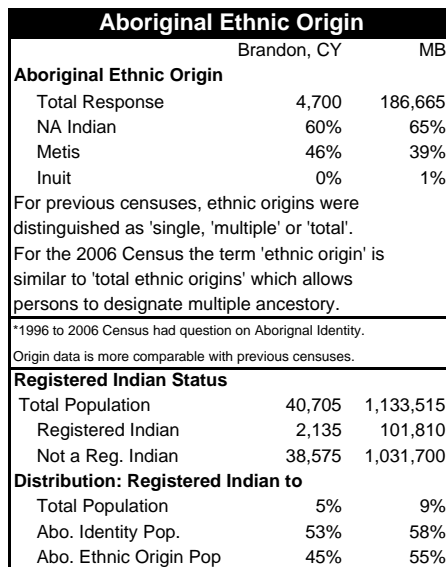 Aboriginal Ethnic Origin
Brandon, CY MB
Aboriginal Ethnic Origin
Total Response 4,700 186,665
NA Indian 60% 65%
Metis 46% 39%
Inuit 0% 1%
For previous censuses, ethnic origins were
distinguished as 'single, 'multiple' or 'total'.
For the 2006 Census the term 'ethnic origin' is
similar to 'total ethnic origins' which allows
persons to designate multiple ancestory.
*1996 to 2006 Census had question on Aborignal Identity.
Origin data is more comparable with previous censuses.
Registered Indian Status
Total Population 40,705 1,133,515
Registered Indian 2,135 101,810
Not a Reg. Indian 38,575 1,031,700
Distribution: Registered Indian to
Total Population 5% 9%
Abo. Identity Pop. 53% 58%
Abo. Ethnic Origin Pop 45% 55%